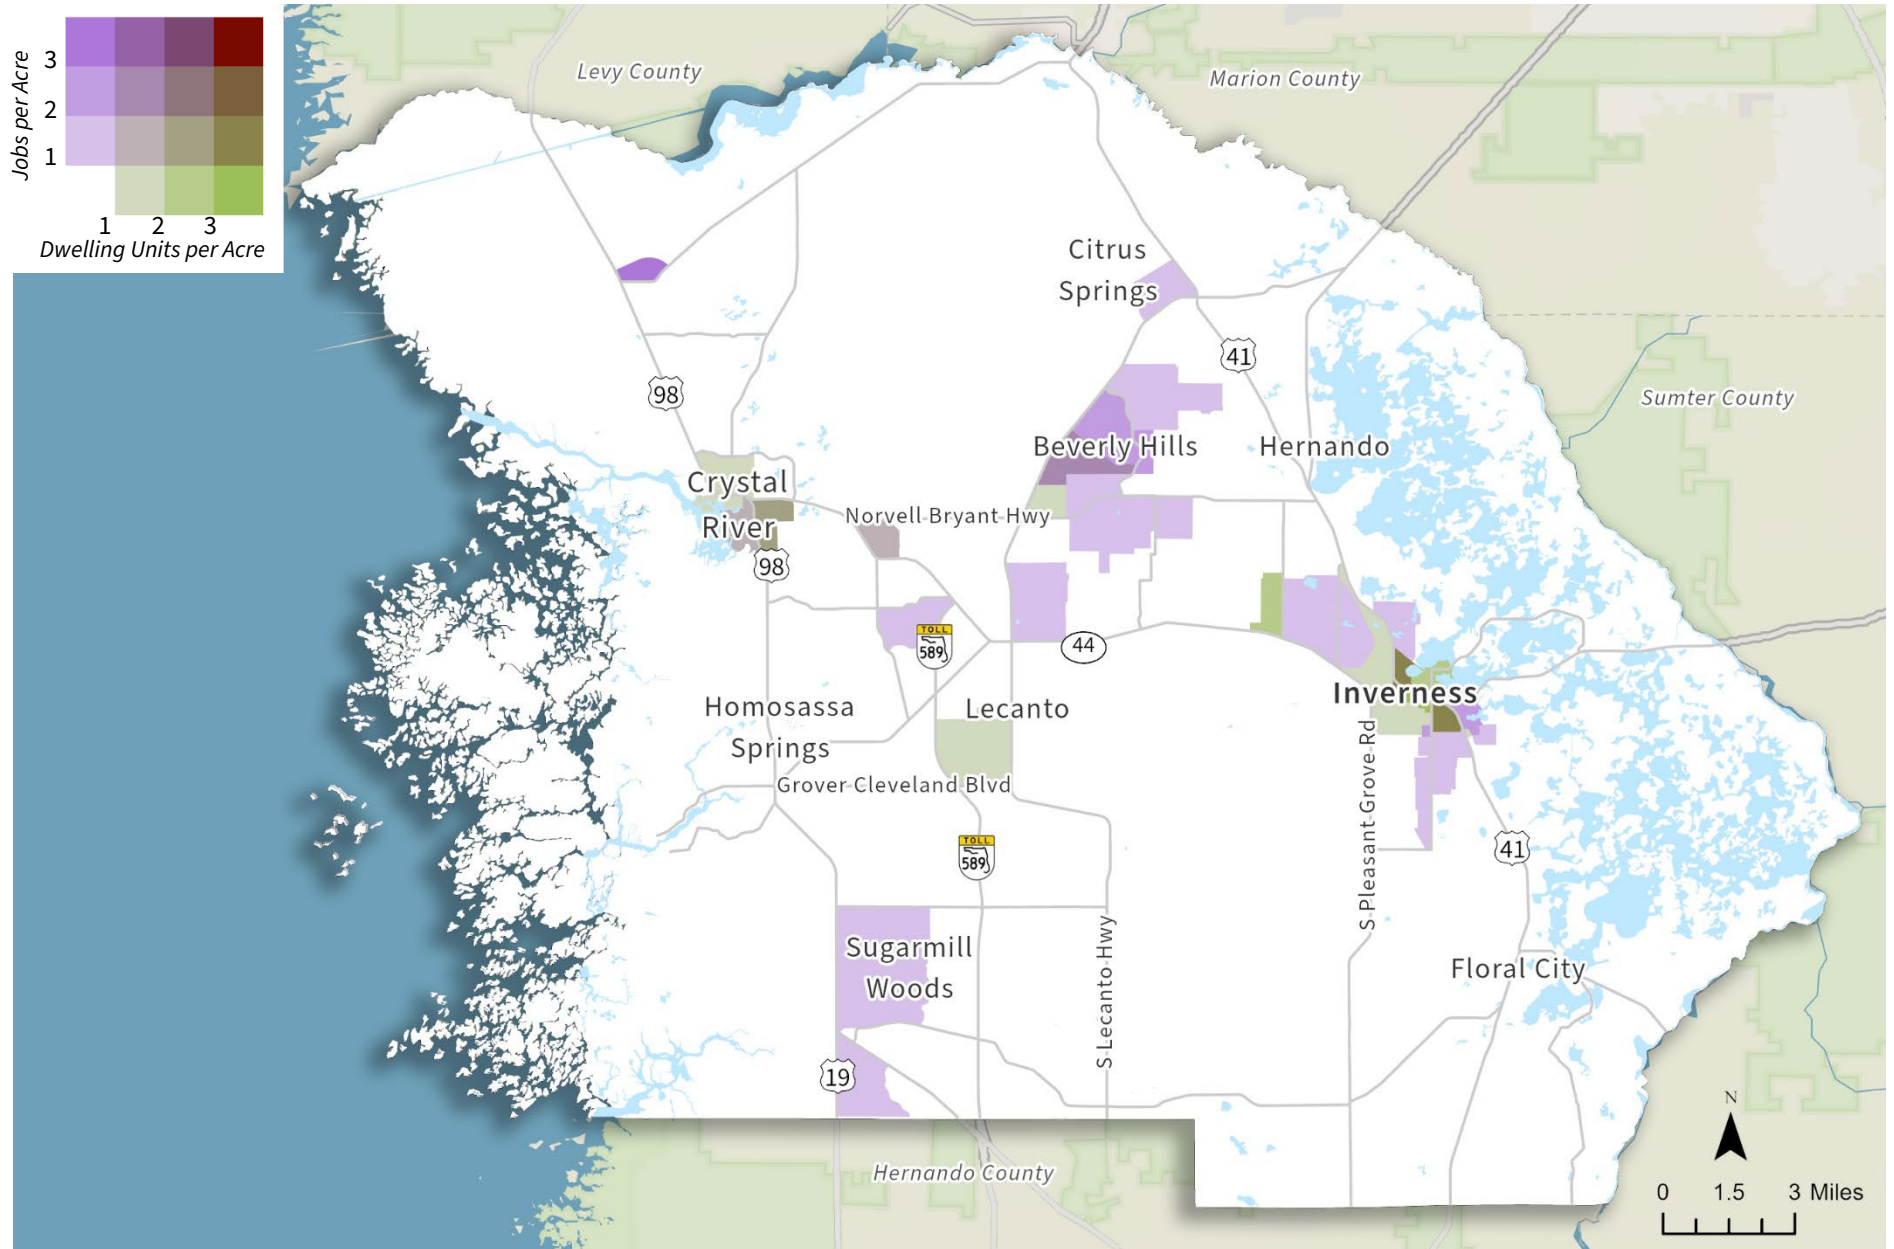 Jobs per Acre
3
2
1
1 2 3
Dwelling Units per Acre
Levy County
Marion County
Citrus
Springs
41
98
Sumter County
Beverly Hills
Hernando
Crystal
River
Norvell Bryant Hwy
98
TOLL
589
44
Inverness
Homosassa
Springs
Lecanto
S Pleasant Grove Rd
Grover Cleveland Blvd
TOLL
589
41
Sugarmill
Woods
S Lecanto Hwy
Floral City
19
Hernando County
N
0 1.5 3 Miles